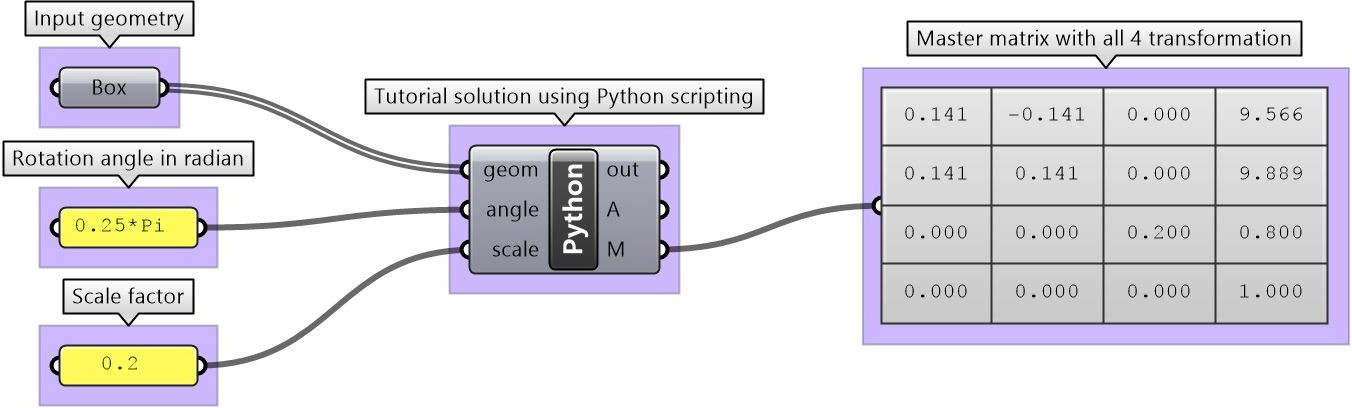 Input geometry
Box
Rotation angle in radian
0.25*Pi
Scale factor
0.2
Tutorial solution using Python scripting
geom
angle
scale
Python
out
A
M
Master matrix with all 4 transformation
0.141 -0.141 0.000 9.566
0.141 0.141 0.000 9.889
0.000 0.000 0.200 0.800
0.000 0.000 0.000 1.000